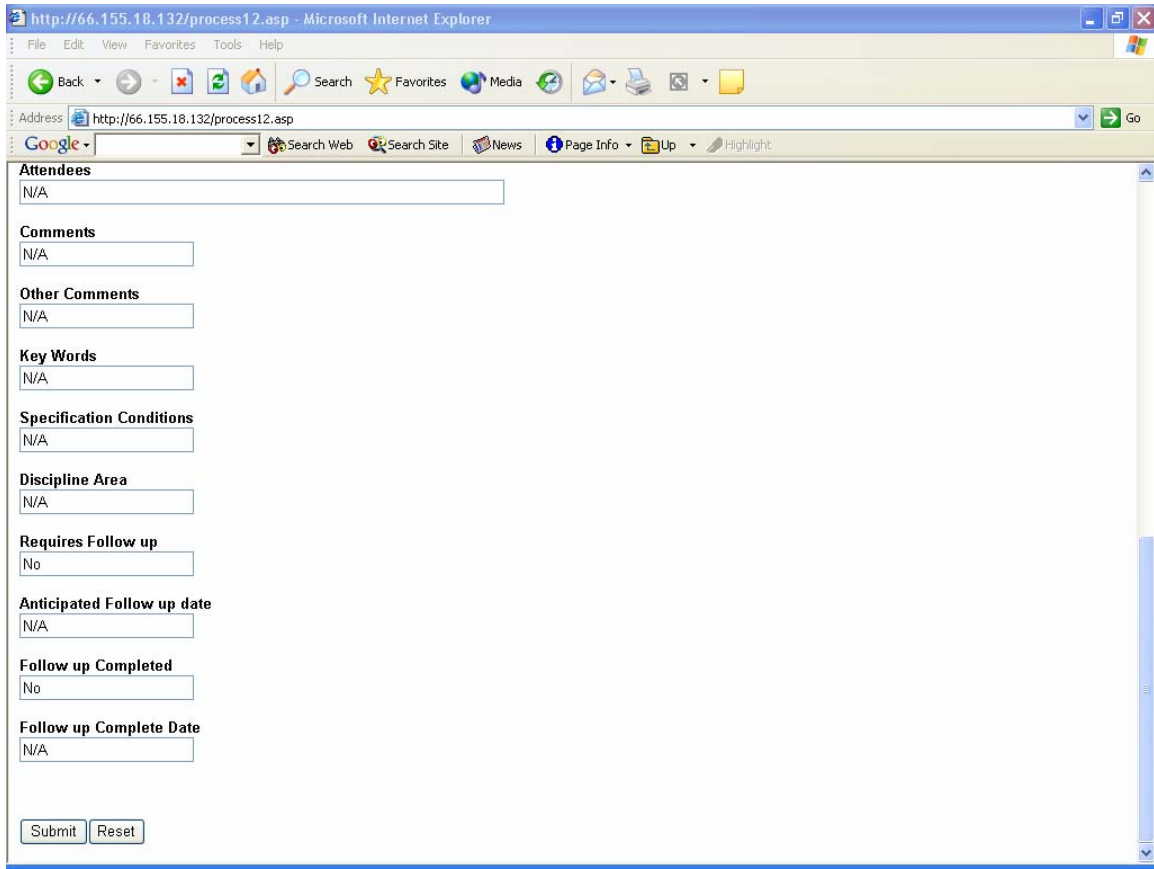 http://66.155.18.132/process12.asp - Microsoft Internet Explorer
File Edit View Favorites Tools Help
Back Search Favorites Media
Address http://66.155.18.132/process12.asp Go
Google Search Web Search Site News Page Info Up Highlight
Attendees
N/A
Comments
N/A
Other Comments
N/A
Key Words
N/A
Specification Conditions
N/A
Discipline Area
N/A
Requires Follow up
No
Anticipated Follow up date
N/A
Follow up Completed
No
Follow up Complete Date
N/A
Submit Reset